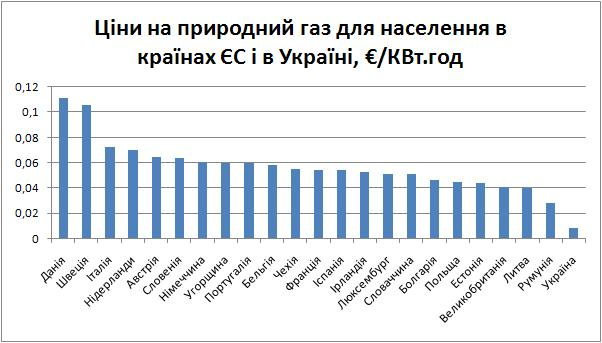 Ціни на природний газ для населення в
країнах ЄС і в Україні, €/КВт.год
0,12
0,1
0,08
0,06
0,04
0,02
0
Данія
Швеція
Італія
Нідерланди
Австрія
Словенія
Німеччина
Угорщина
Португалія
Бельгія
Чехія
Франція
Іспанія
Ірландія
Люксембург
Словаччина
Болгарія
Польща
Естонія
Великобританія
Литва
Румунія
Україна